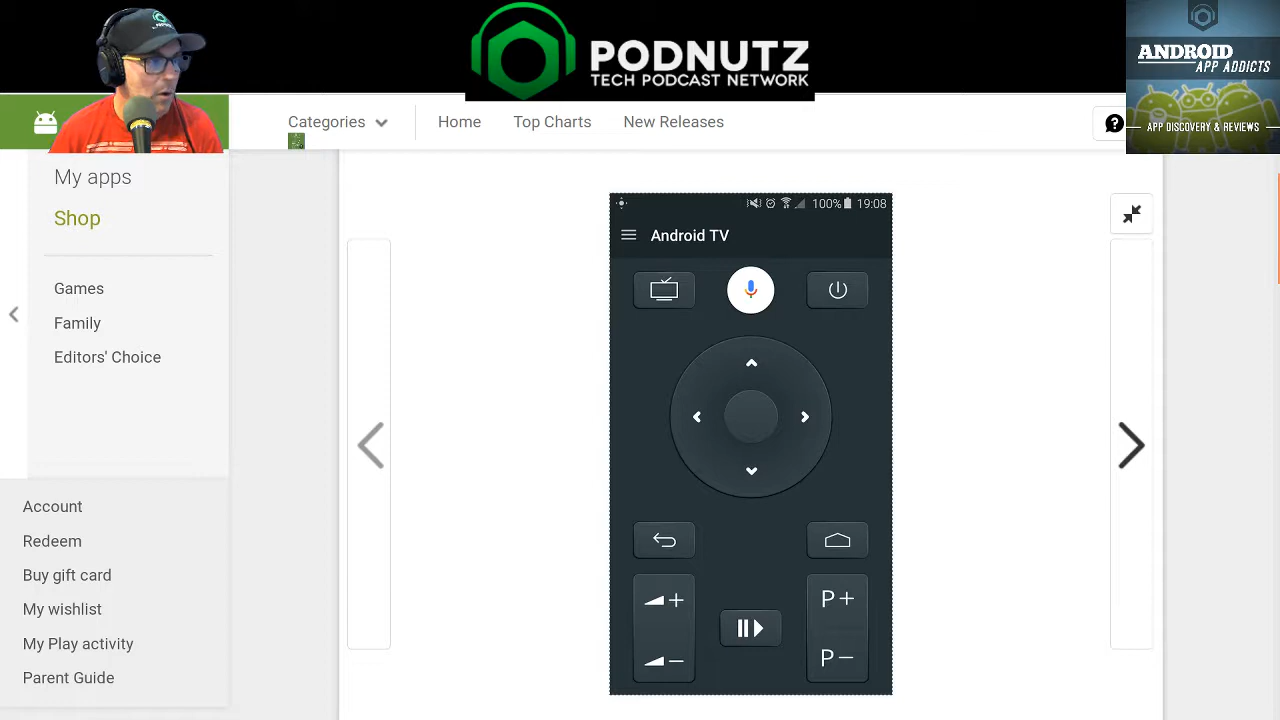 PODNUTZ
TECH PODCAST NETWORK
ANDROID
APP ADDICTS
APP DISCOVERY & REVIEWS
Categories
Home
Top Charts
New Releases
?
My apps
Shop
Games
Family
Editors' Choice
Account
Redeem
Buy gift card
My wishlist
My Play activity
Parent Guide
100% 19:08
Android TV
+
P+
−
P−